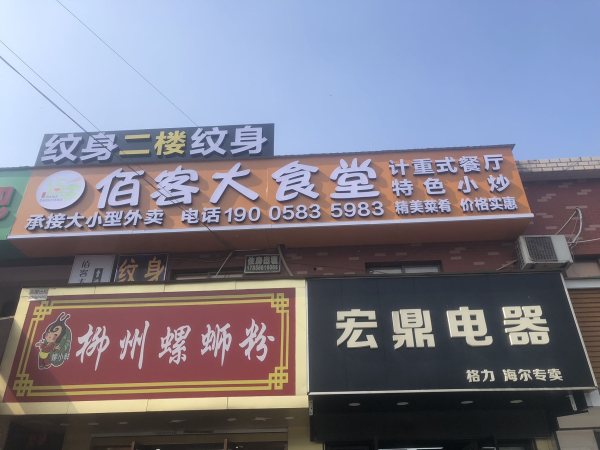 纹身二楼纹身
佰客大食堂
计重式餐厅
特色小炒
承接大小型外卖 电话190 0583 5983
精美菜肴 价格实惠
佰客
纹身
柳州螺蛳粉
宏鼎电器
格力 海尔专卖